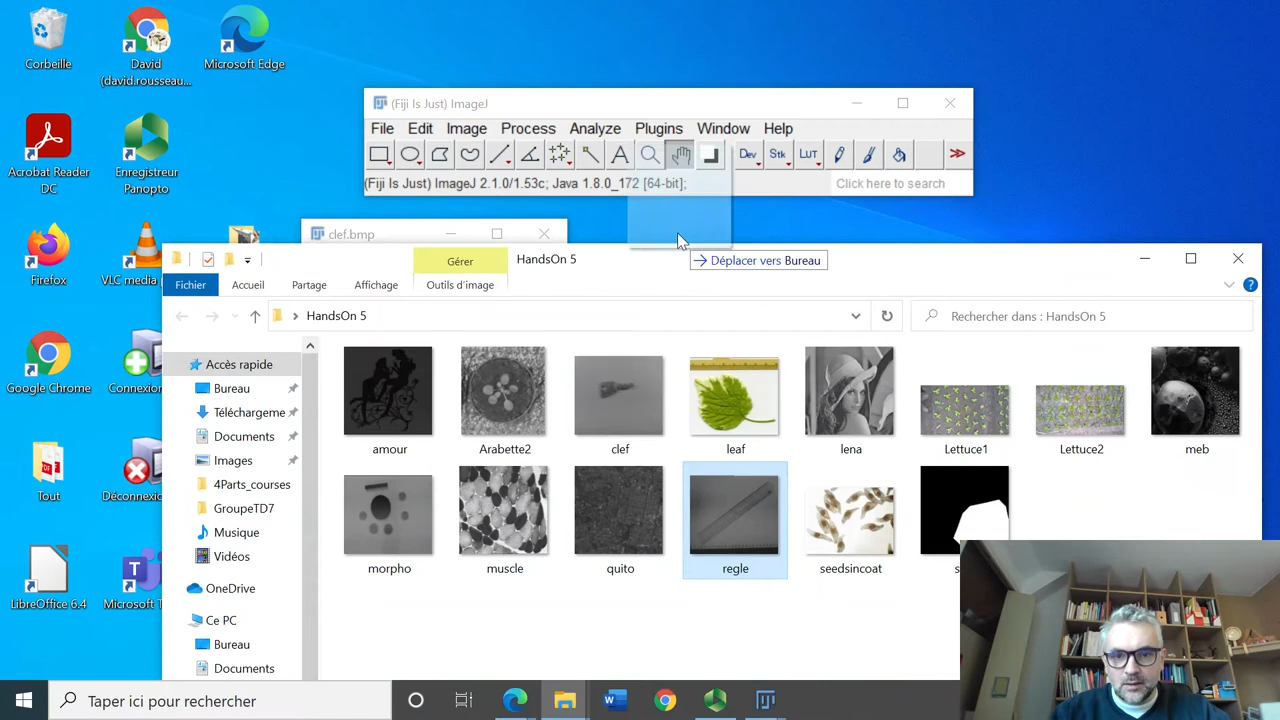 Corbeille
David
(david.rousseau...
Microsoft Edge
Acrobat Reader
DC
Enregistreur
Panopto
Firefox
VLC media
Google Chrome
Connexion
Tout
Déconnexio
LibreOffice 6.4
Microsoft T
(Fiji Is Just) ImageJ
File Edit Image Process Analyze Plugins Window Help
Dev Stk LUT
(Fiji Is Just) ImageJ 2.1.0/1.53c; Java 1.8.0_172 [64-bit];
Click here to search
clef.bmp
Déplacer vers Bureau
Gérer
HandsOn 5
Fichier Accueil Partage Affichage Outils d'image
HandsOn 5
Rechercher dans : HandsOn 5
Accès rapide
Bureau
Téléchargeme
Documents
Images
4Parts_courses
GroupeTD7
Musique
Vidéos
OneDrive
Ce PC
Bureau
Documents
amour Arabette2 clef leaf lena Lettuce1 Lettuce2 meb
morpho muscle quito regle seedsincoat
Taper ici pour rechercher